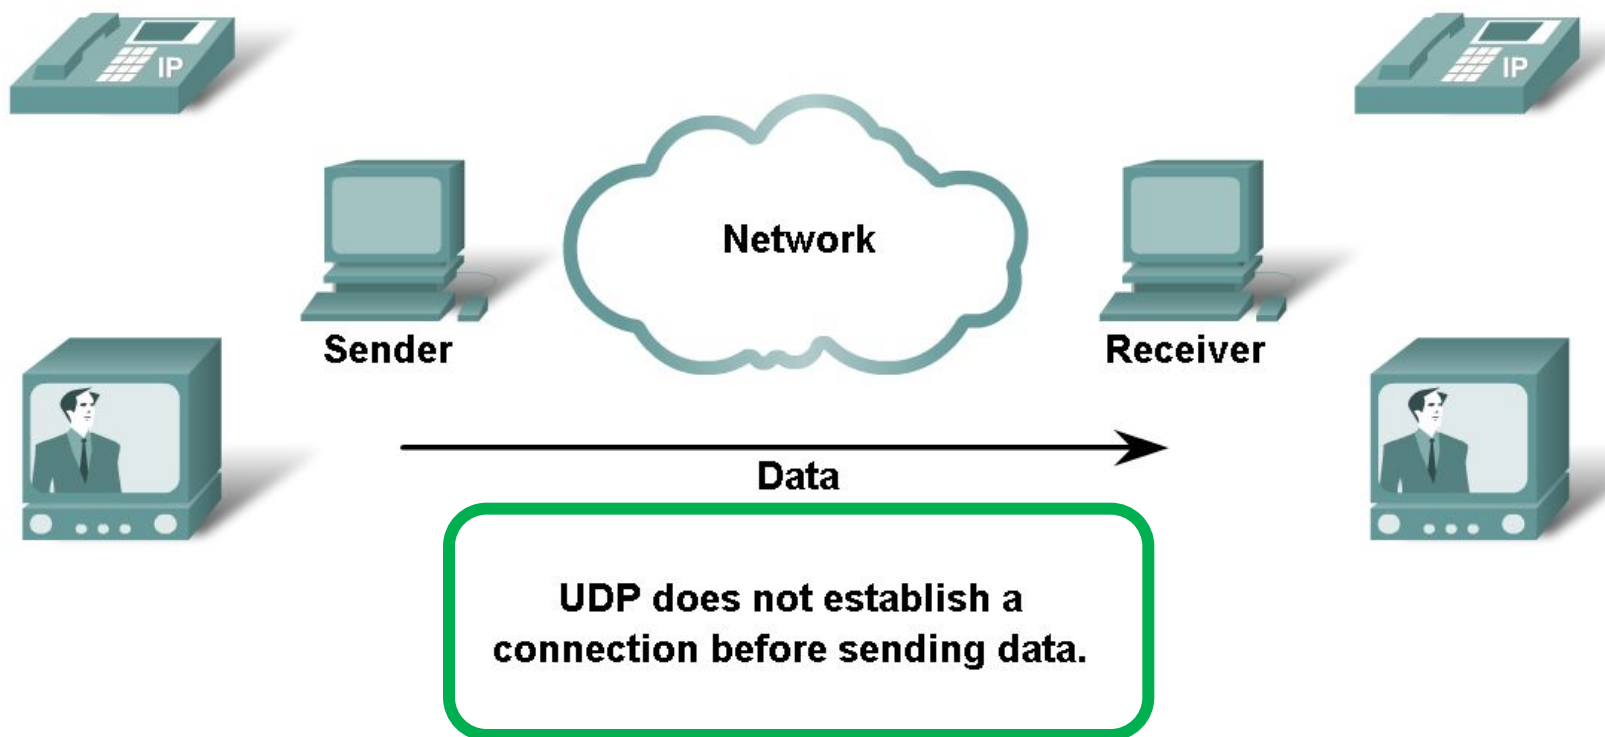 IP
IP
Network
Sender
Receiver
Data
UDP does not establish a
connection before sending data.